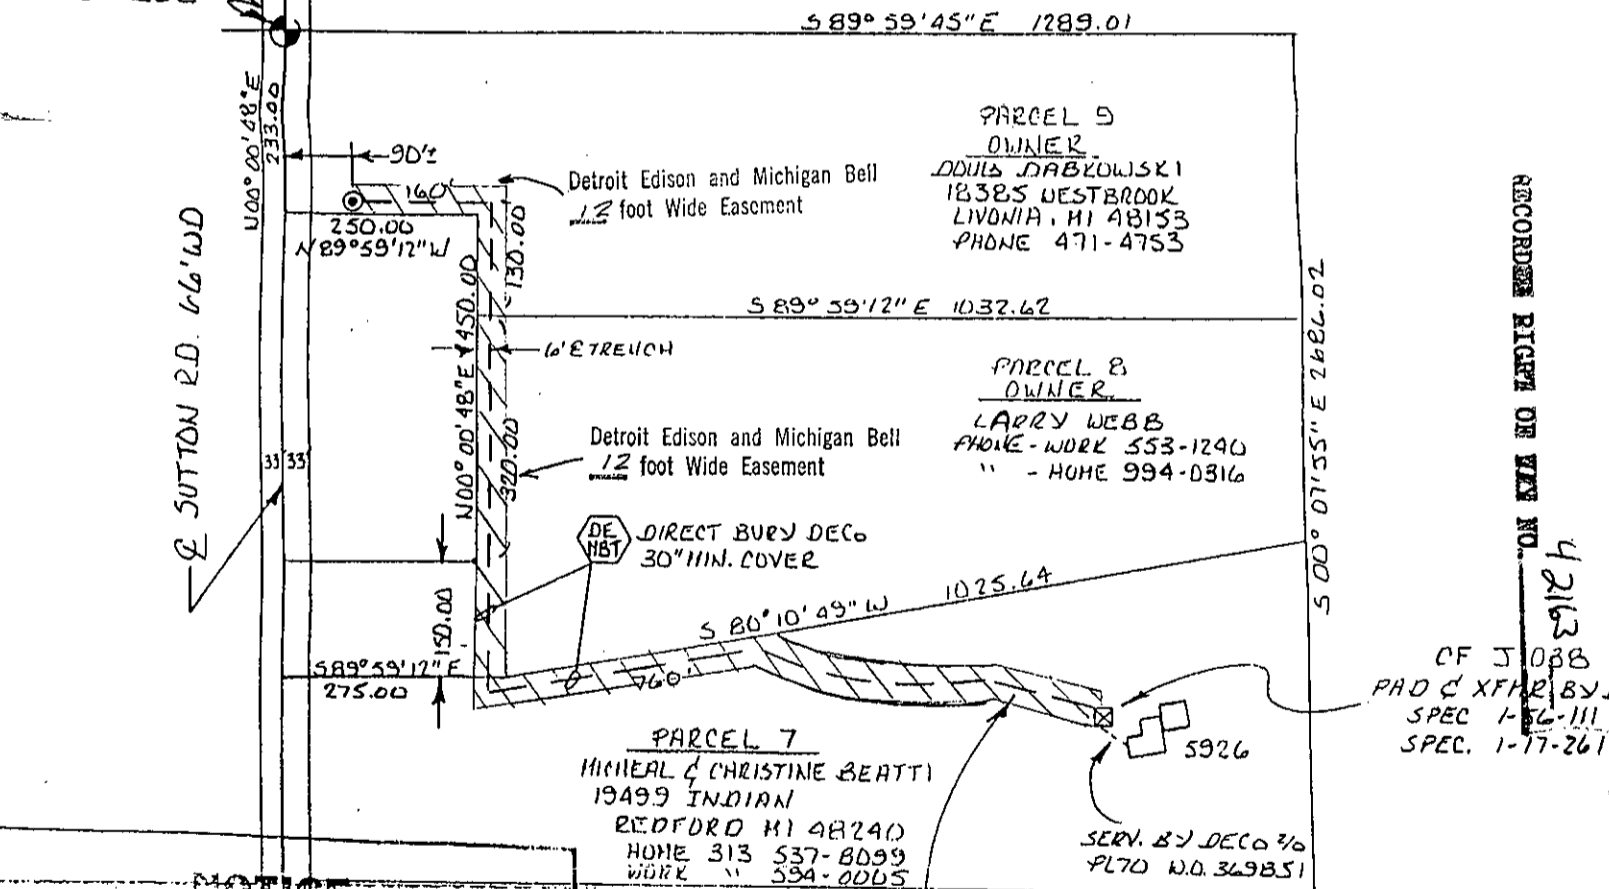 S 89° 59' 45" E 1289.01
N00° 00' 48" E
233.00
90'±
160'
250.00
N 89° 59' 12" W
130.00
Detroit Edison and Michigan Bell
12 foot Wide Easement
PARCEL 9
OWNER
DABKOWSKI
18385 WESTBROOK
LIVONIA, MI 48153
PHONE 471-4753
S 89° 59' 12" E 1032.62
6' TRENCH
N00° 00' 48" E 450.00
320.00
PARCEL 8
OWNER
LARRY WEBB
PHONE - WORK 553-1240
" - HOME 994-0316
Detroit Edison and Michigan Bell
12 foot Wide Easement
℄ SUTTON RD. 66' WD
33 33
DE
MBT
DIRECT BURY DECo
30" MIN. COVER
150.00
S 80° 10' 49" W 1025.64
S 00° 07' 55" E 2686.02
S89° 59' 12" E
275.00
760'
PARCEL 7
MICHEAL & CHRISTINE BEATTI
19499 INDIAN
REDFORD MI 48240
HOME 313 537-8099
WORK " 594-0005
5926
SERV. BY DECo 2/0
PL70 W.O. 369851
CF J 038
PAD & XFMR BY
SPEC 1-56-111
SPEC. 1-17-261
RECORDED RIGHT OF WAY NO. 42163